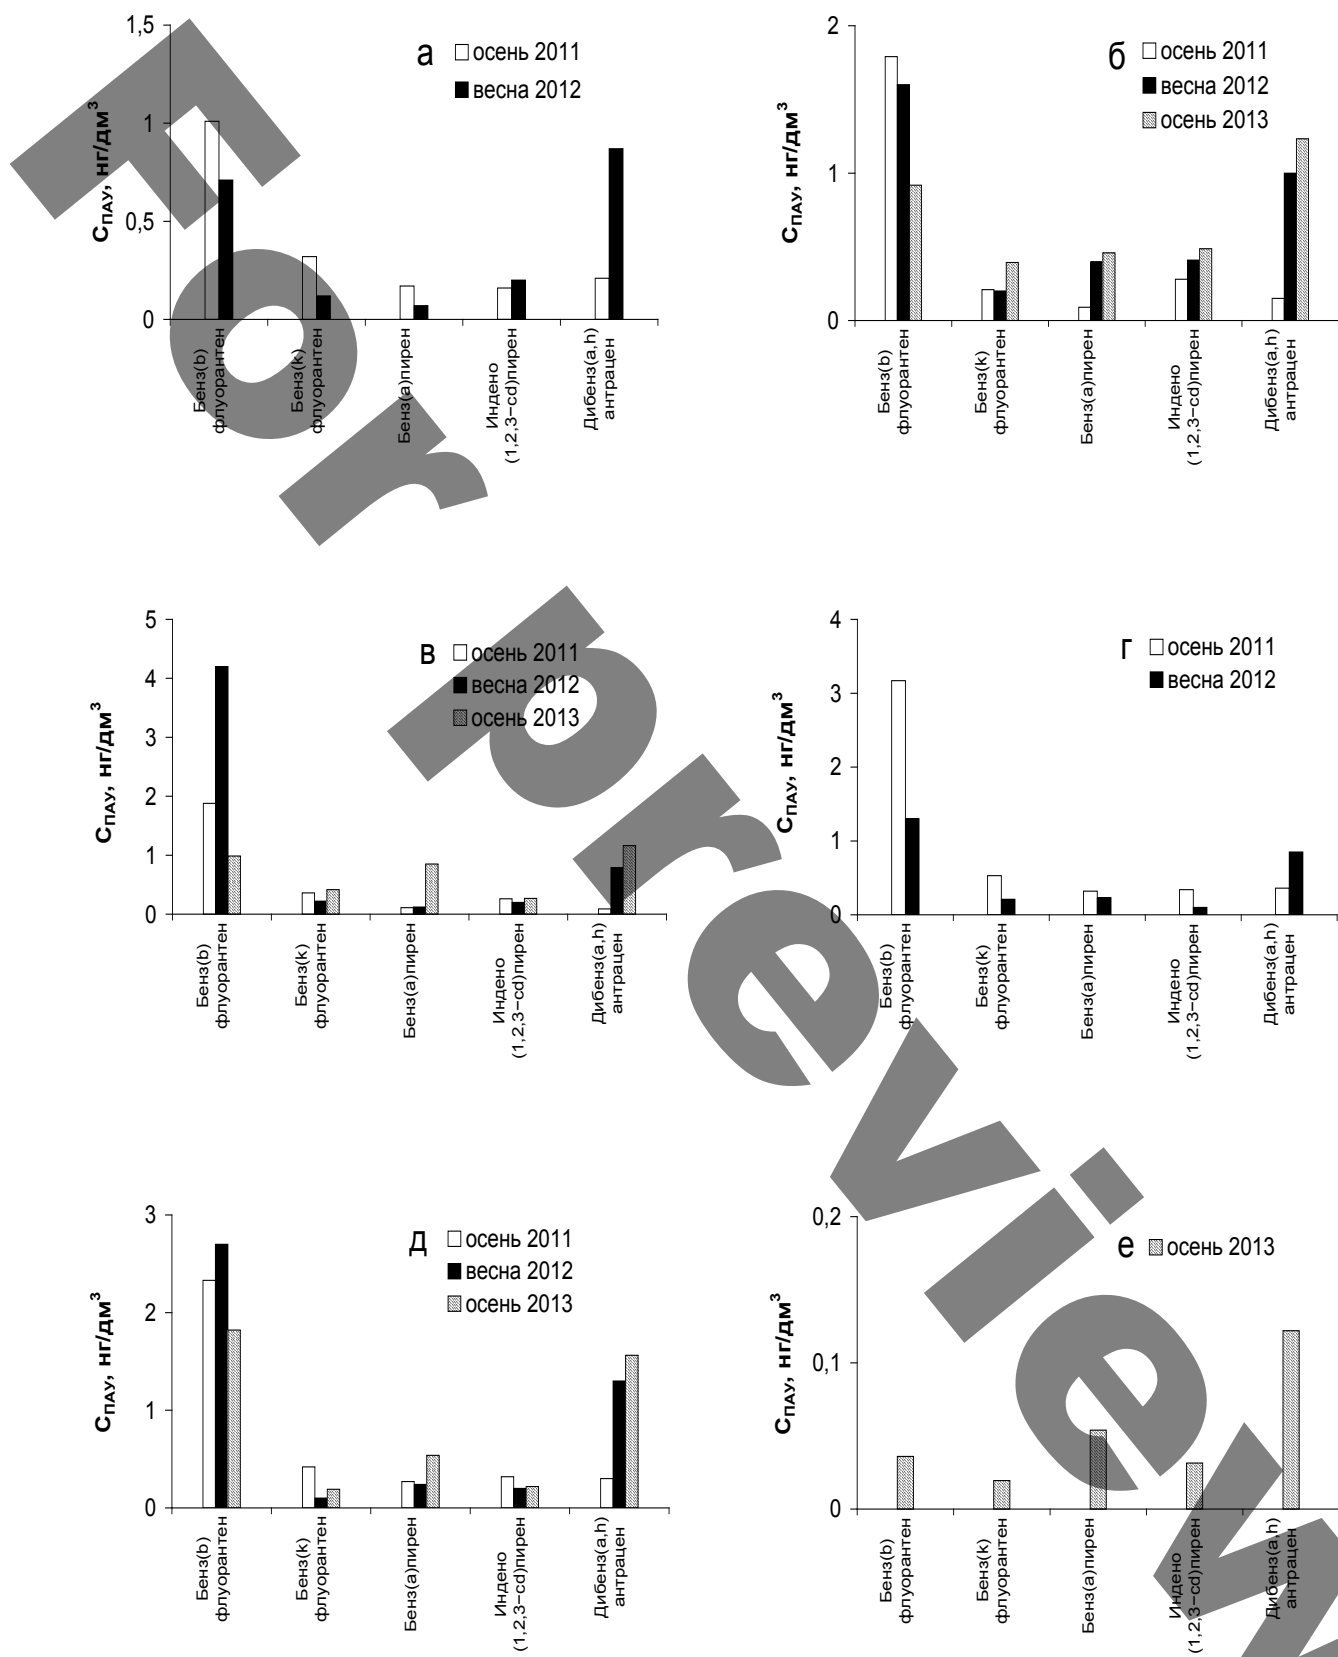 1,5
1
0,5
0
СПАУ, нг/дм³
а
осень 2011
весна 2012
Бенз(b)
флуорантен
Бенз(k)
флуорантен
Бенз(а)пирен
Индено
(1,2,3−cd)пирен
Дибенз(a,h)
антрацен
2
1
0
СПАУ, нг/дм³
б
осень 2011
весна 2012
осень 2013
Бенз(b)
флуорантен
Бенз(k)
флуорантен
Бенз(а)пирен
Индено
(1,2,3−cd)пирен
Дибенз(a,h)
антрацен
5
4
3
2
1
0
СПАУ, нг/дм³
в
осень 2011
весна 2012
осень 2013
Бенз(b)
флуорантен
Бенз(k)
флуорантен
Бенз(а)пирен
Индено
(1,2,3−cd)пирен
Дибенз(a,h)
антрацен
4
3
2
1
0
СПАУ, нг/дм³
г
осень 2011
весна 2012
Бенз(b)
флуорантен
Бенз(k)
флуорантен
Бенз(а)пирен
Индено
(1,2,3−cd)пирен
Дибенз(a,h)
антрацен
3
2
1
0
СПАУ, нг/дм³
д
осень 2011
весна 2012
осень 2013
Бенз(b)
флуорантен
Бенз(k)
флуорантен
Бенз(а)пирен
Индено
(1,2,3−cd)пирен
Дибенз(a,h)
антрацен
0,2
0,1
0
СПАУ, нг/дм³
е
осень 2013
Бенз(b)
флуорантен
Бенз(k)
флуорантен
Бенз(а)пирен
Индено
(1,2,3−cd)пирен
Дибенз(a,h)
антрацен
For preview